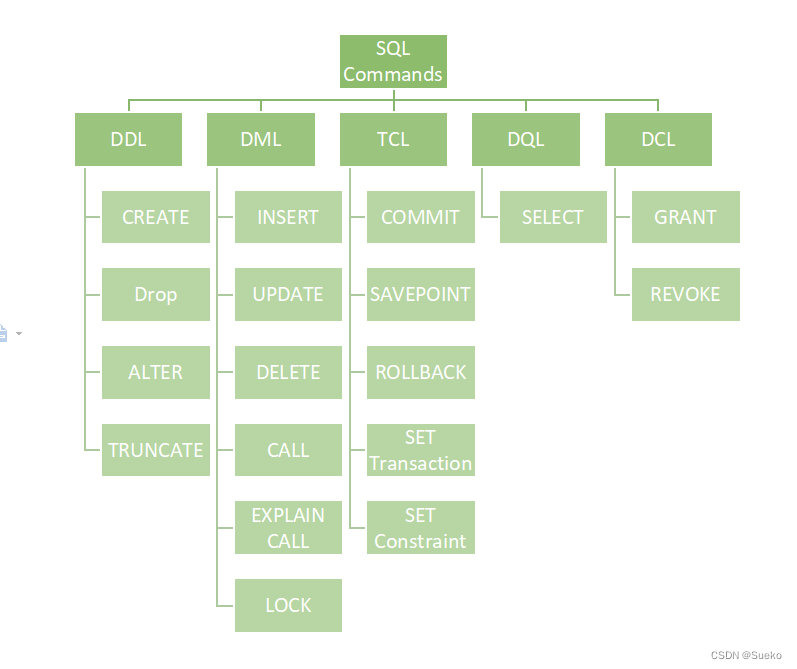 SQL
Commands
DDL
DML
TCL
DQL
DCL
CREATE
INSERT
COMMIT
SELECT
GRANT
Drop
UPDATE
SAVEPOINT
REVOKE
ALTER
DELETE
ROLLBACK
TRUNCATE
CALL
SET
Transaction
EXPLAIN
CALL
SET
Constraint
LOCK
CSDN @Sueko